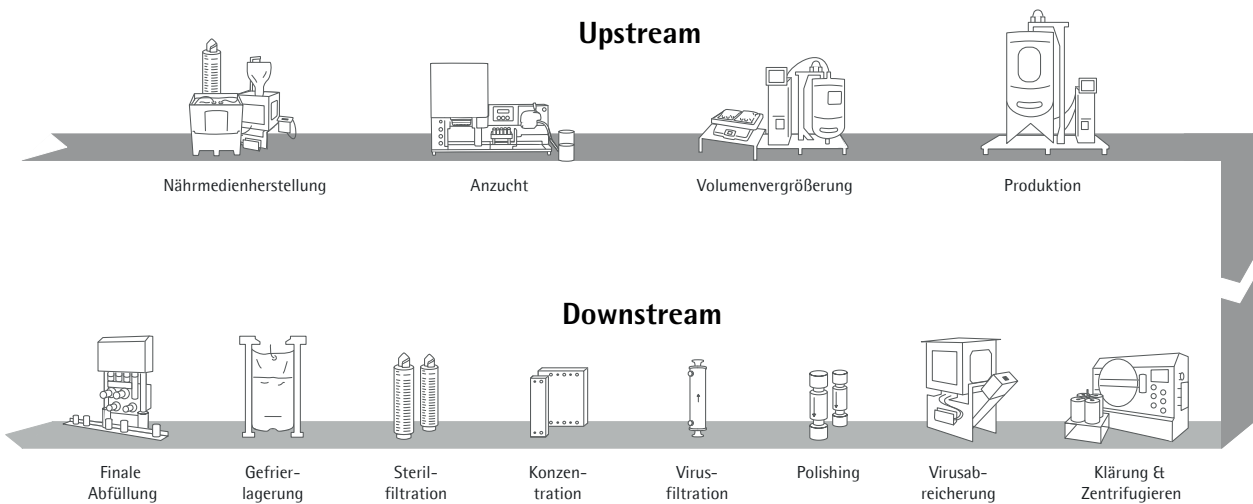 Upstream
Nährmedienherstellung
Anzucht
Volumenvergrößerung
Produktion
Downstream
Finale
Abfüllung
Gefrier-
lagerung
Steril-
filtration
Konzen-
tration
Virus-
filtration
Polishing
Virusab-
reicherung
Klärung &
Zentrifugieren